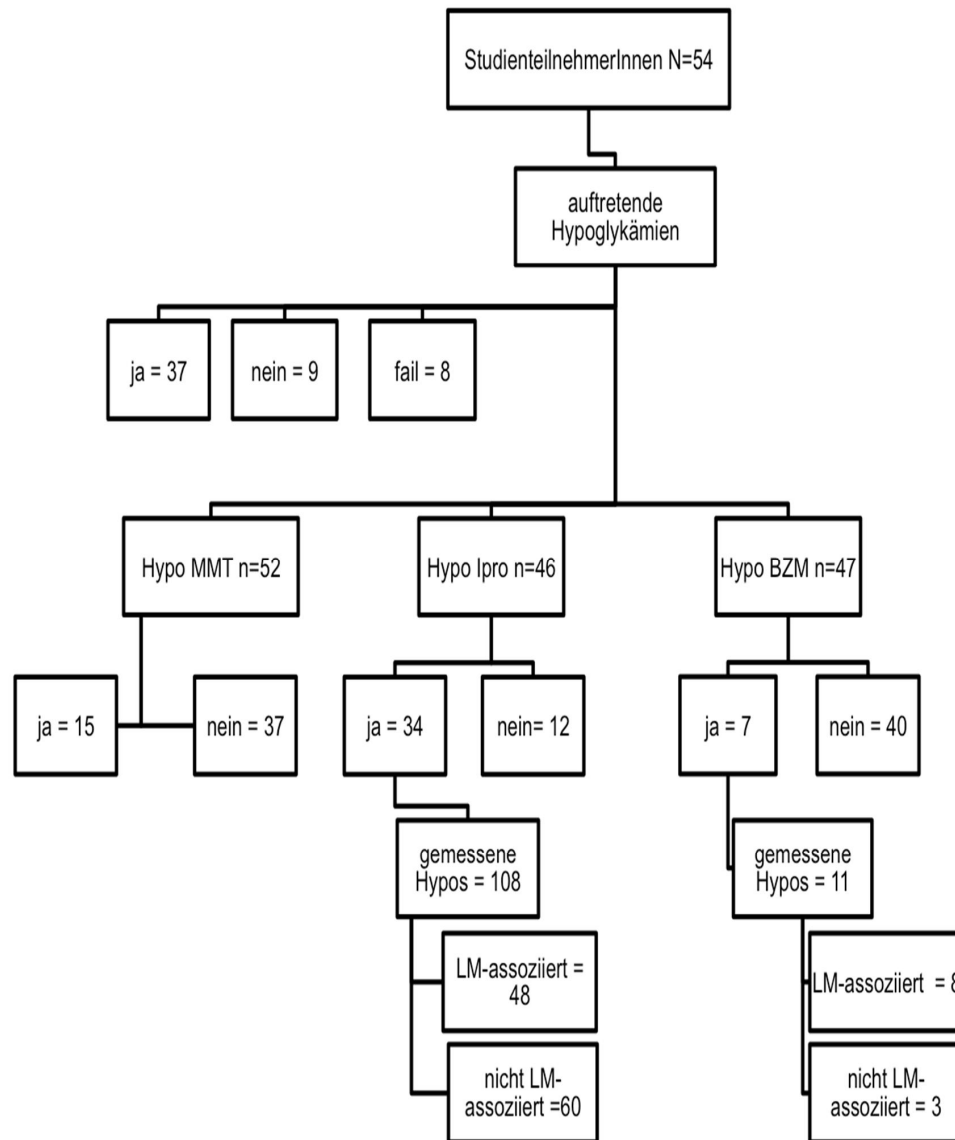 StudienteilnehmerInnen N=54
auftretende
Hypoglykämien
ja = 37
nein = 9
fail = 8
Hypo MMT n=52
Hypo Ipro n=46
Hypo BZM n=47
ja = 15
nein = 37
ja = 34
nein= 12
ja = 7
nein = 40
gemessene
Hypos = 108
gemessene
Hypos = 11
LM-assoziiert =
48
LM-assoziiert = 8
nicht LM-
assoziiert =60
nicht LM-
assoziiert = 3